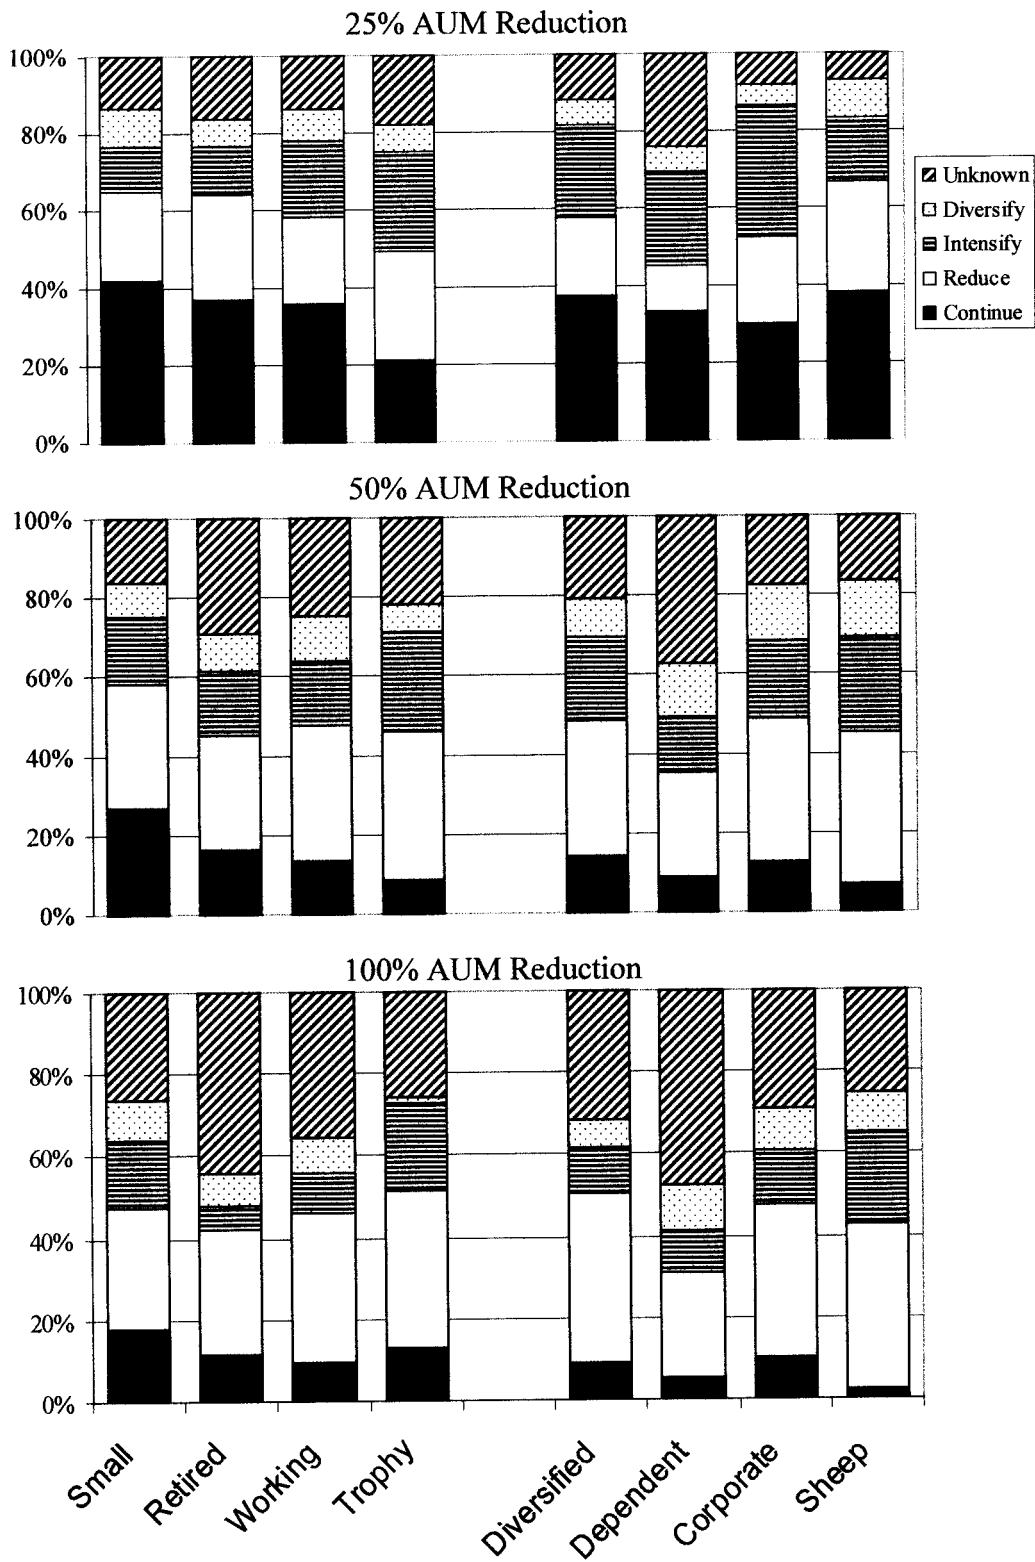 25% AUM Reduction
100%
80%
60%
40%
20%
0%
Unknown
Diversify
Intensify
Reduce
Continue
50% AUM Reduction
100%
80%
60%
40%
20%
0%
100% AUM Reduction
100%
80%
60%
40%
20%
0%
Small
Retired
Working
Trophy
Diversified
Dependent
Corporate
Sheep